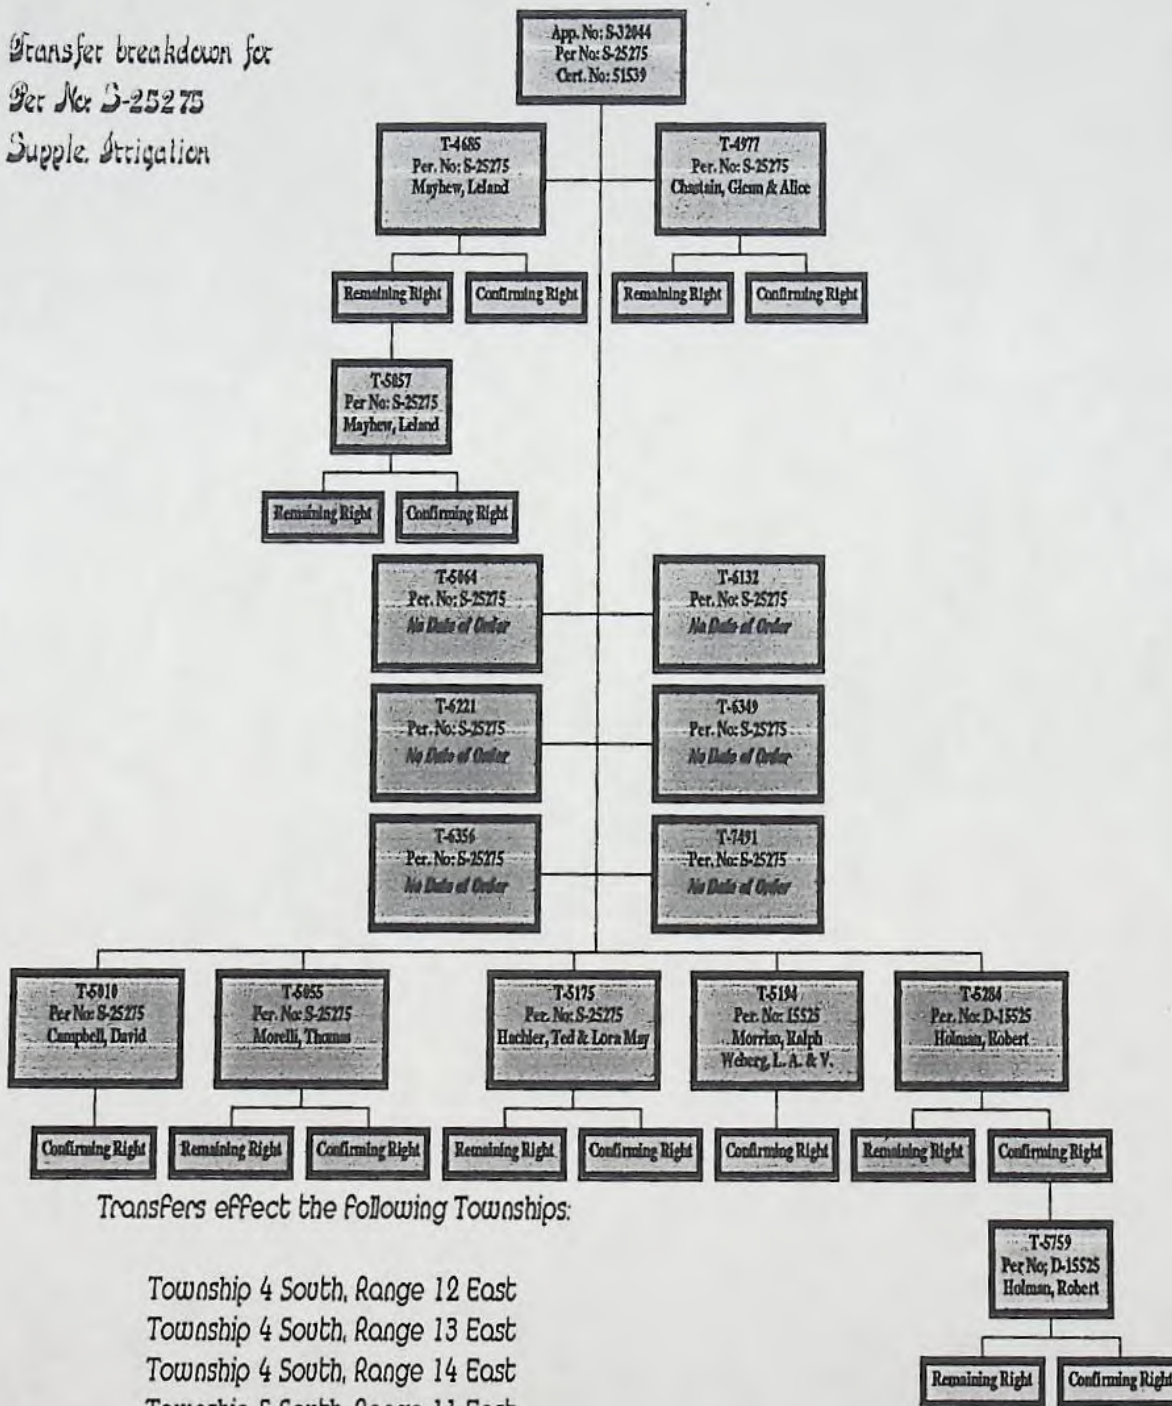 Transfer breakdown for
Per No: S-25275
Supple. Irrigation
App. No: S-32044
Per No: S-25275
Cert. No: 51539
T-4685
Per. No: S-25275
Mayhew, Leland
T-4977
Per. No: S-25275
Chastain, Glenn & Alice
Remaining Right
Confirming Right
Remaining Right
Confirming Right
T-5057
Per No: S-25275
Mayhew, Leland
Remaining Right
Confirming Right
T-5064
Per. No: S-25275
No Date of Order
T-6132
Per. No: S-25275
No Date of Order
T-6221
Per. No: S-25275
No Date of Order
T-6349
Per. No: S-25275
No Date of Order
T-6356
Per. No: S-25275
No Date of Order
T-7491
Per. No: S-25275
No Date of Order
T-5010
Per No: S-25275
Campbell, David
T-5055
Per. No: S-25275
Morelli, Thomas
T-5175
Per. No: S-25275
Hachler, Ted & Lora May
T-5194
Per. No: 15525
Morriso, Ralph
Weberg, L. A. & V.
T-5284
Per. No: D-15525
Holman, Robert
Confirming Right
Remaining Right
Confirming Right
Remaining Right
Confirming Right
Confirming Right
Remaining Right
Confirming Right
T-5759
Per No; D-15525
Holman, Robert
Remaining Right
Confirming Right
Transfers effect the following Townships:
Township 4 South, Range 12 East
Township 4 South, Range 13 East
Township 4 South, Range 14 East
Township 5 South, Range 11 East